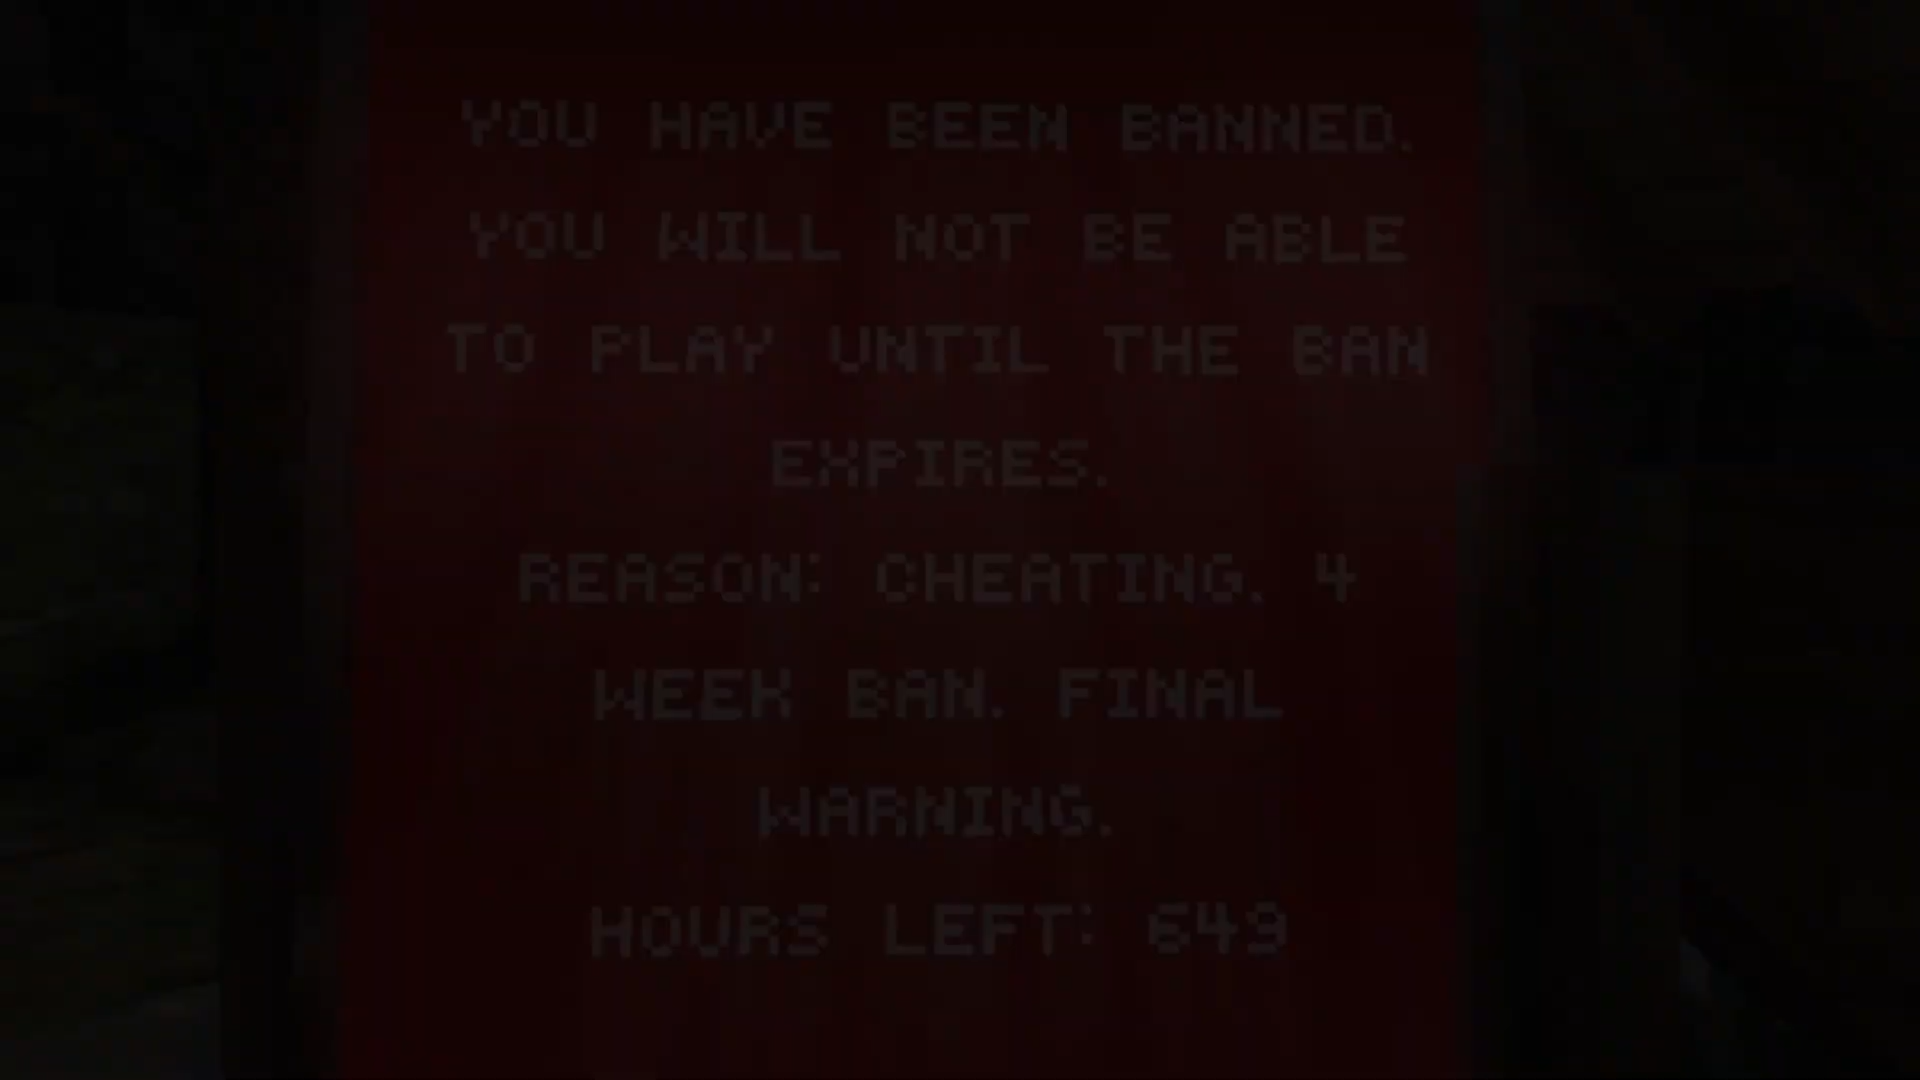 YOU HAVE BEEN BANNED.
YOU WILL NOT BE ABLE
TO PLAY UNTIL THE BAN
EXPIRES.
REASON: CHEATING. 4
WEEK BAN. FINAL
WARNING.
HOURS LEFT: 649